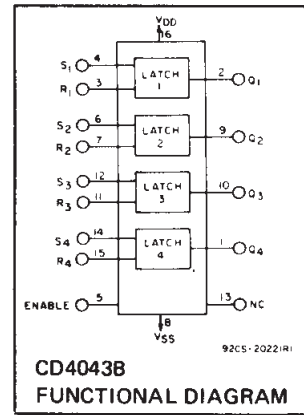 VDD
16
S1 4
R1 3
LATCH
1
2 Q1
S2 6
R2 7
LATCH
2
9 Q2
S3 12
R3 11
LATCH
3
10 Q3
S4 14
R4 15
LATCH
4
1 Q4
ENABLE 5
13 NC
8
VSS
92CS-20221R1
CD4043B
FUNCTIONAL DIAGRAM